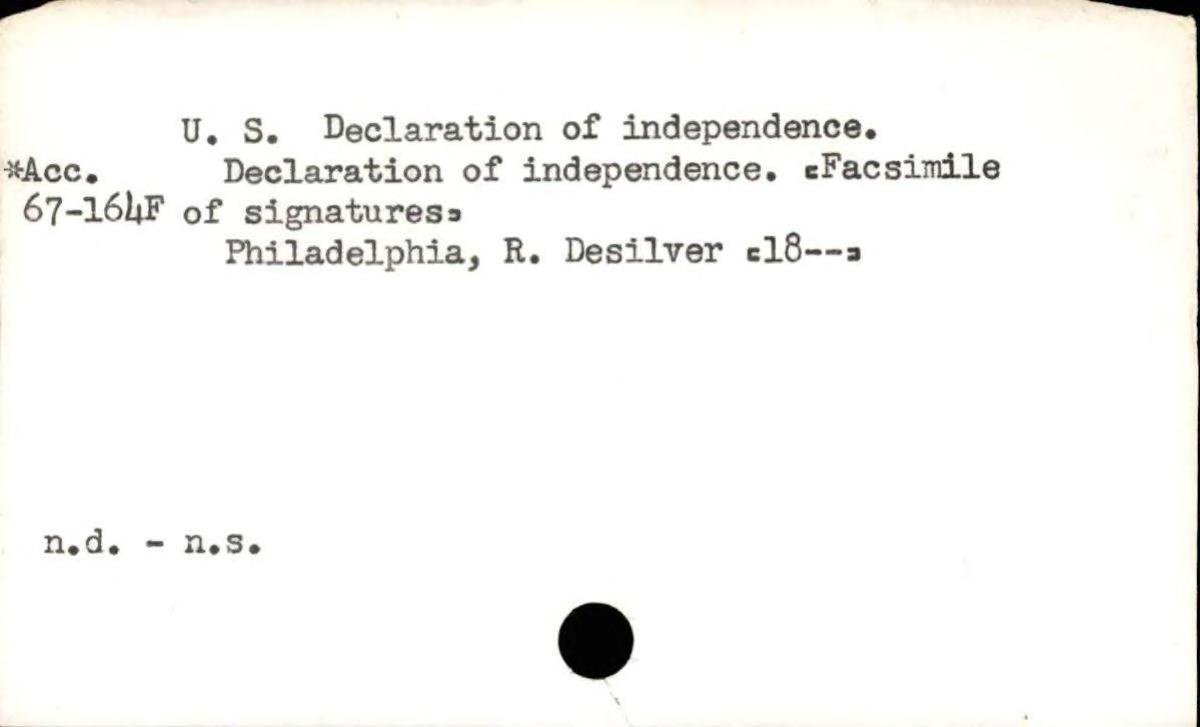 U. S. Declaration of independence.
*Acc. Declaration of independence. [Facsimile
67-164F of signatures]
Philadelphia, R. Desilver [18--]
n.d. - n.s.